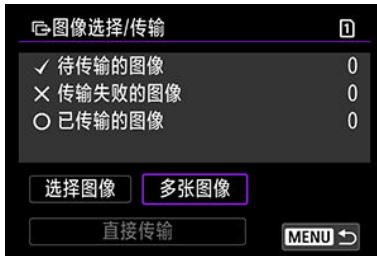 图像选择/传输 1
待传输的图像 0
传输失败的图像 0
已传输的图像 0
选择图像 多张图像
直接传输 MENU